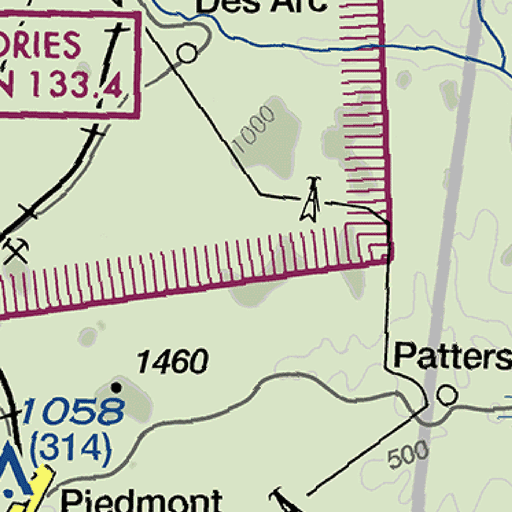 Des Arc
ORIES
N 133.4
1000
1460
Patters
1058
(314)
500
Piedmont